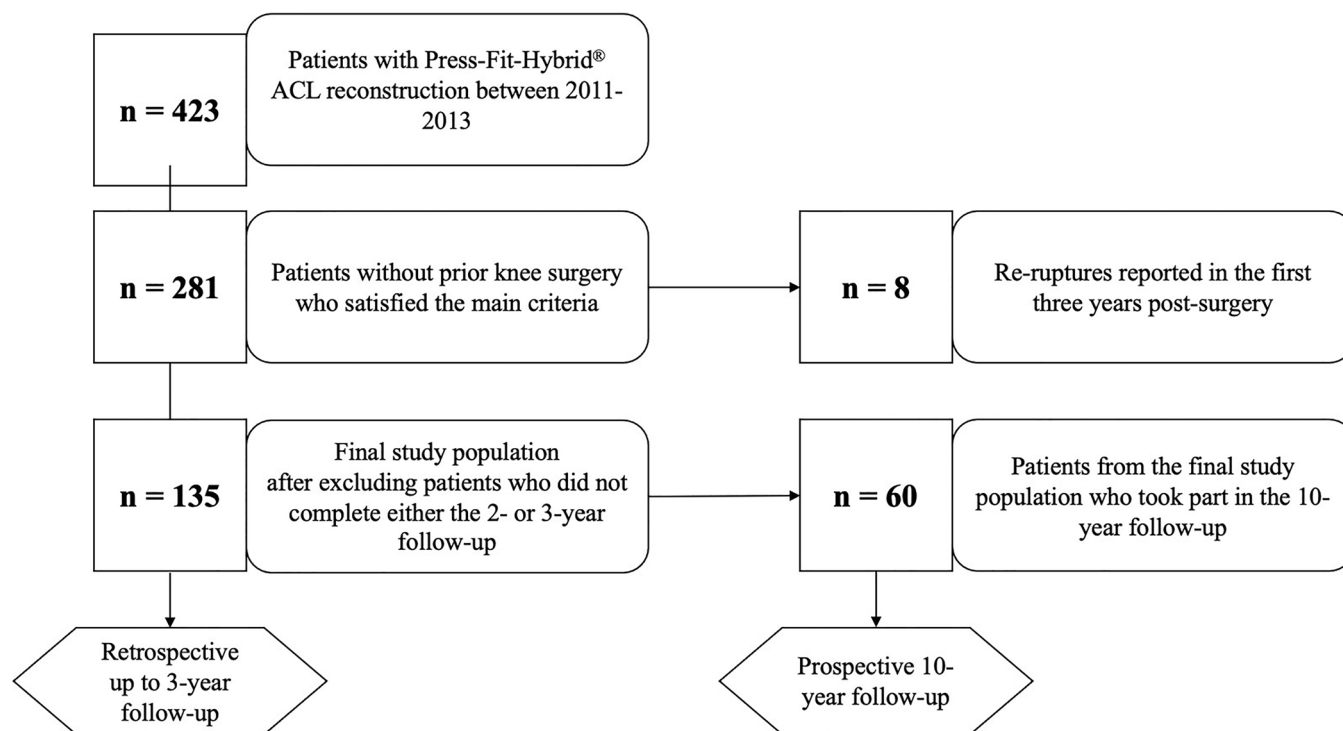 n = 423
Patients with Press-Fit-Hybrid®
ACL reconstruction between 2011-
2013
n = 281
Patients without prior knee surgery
who satisfied the main criteria
n = 8
Re-ruptures reported in the first
three years post-surgery
n = 135
Final study population
after excluding patients who did not
complete either the 2- or 3-year
follow-up
n = 60
Patients from the final study
population who took part in the 10-
year follow-up
Retrospective
up to 3-year
follow-up
Prospective 10-
year follow-up